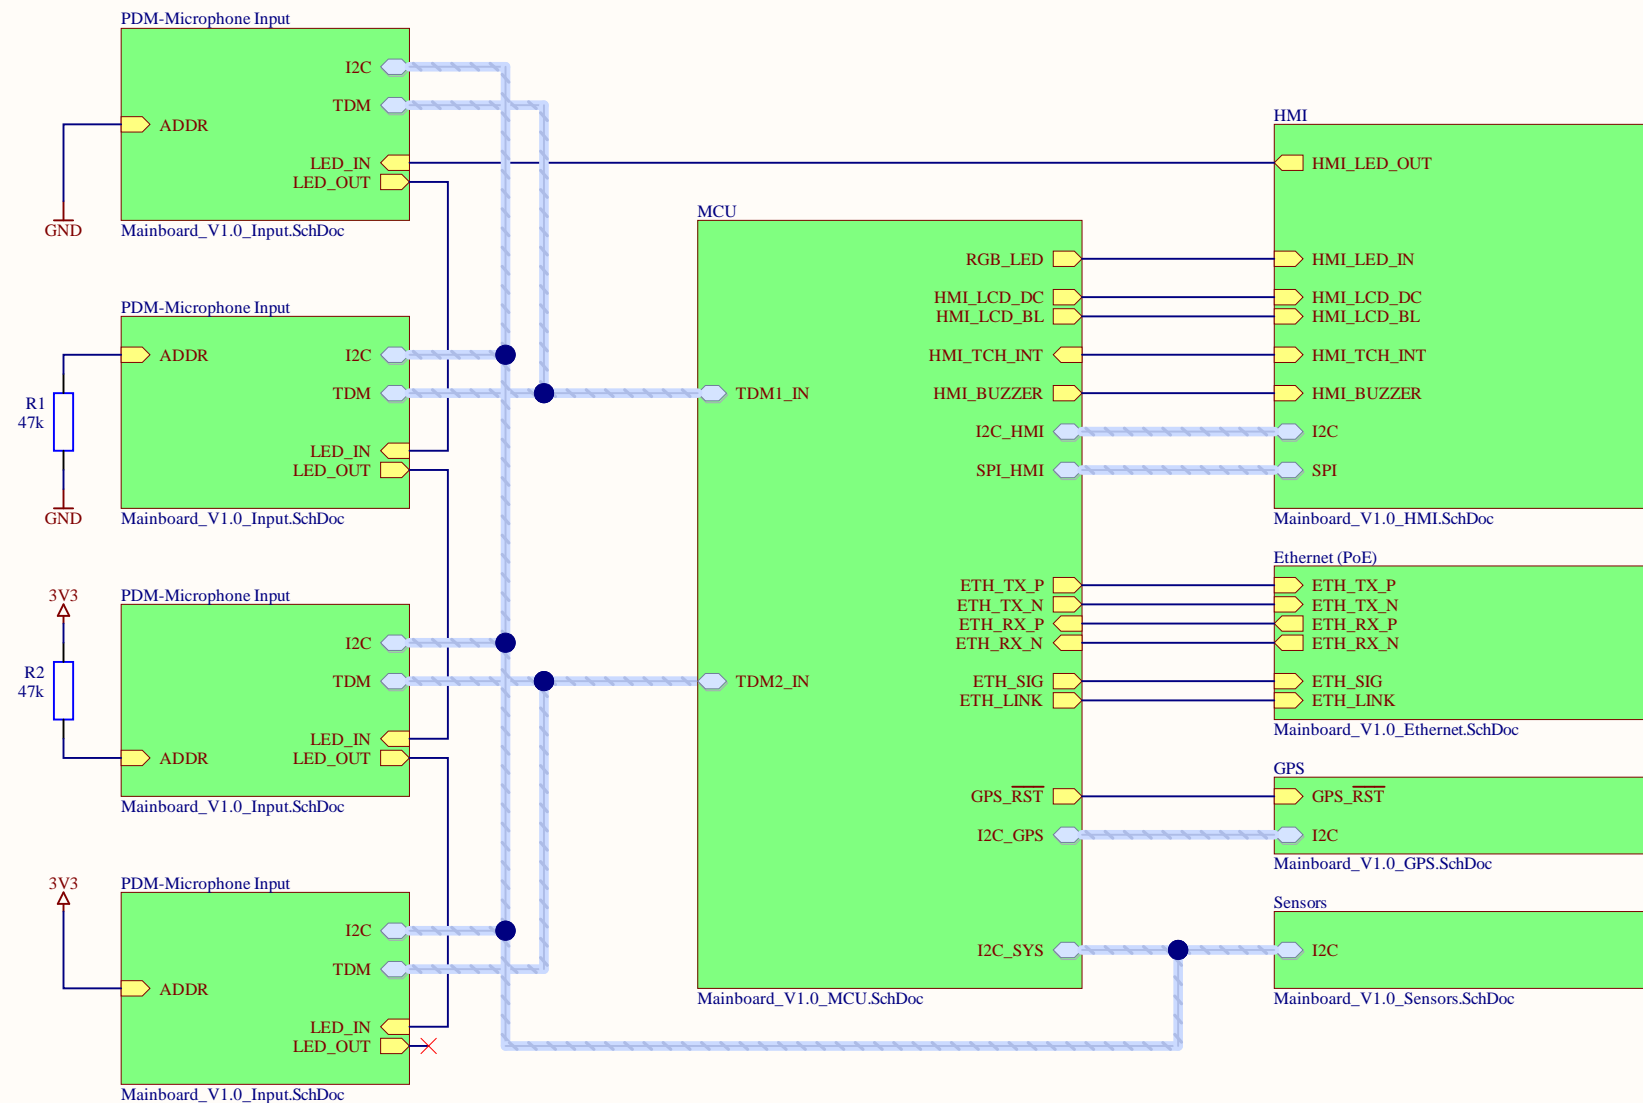 PDM-Microphone Input
I2C
TDM
ADDR
LED_IN
LED_OUT
GND
Mainboard_V1.0_Input.SchDoc
PDM-Microphone Input
ADDR
I2C
TDM
R1
47k
LED_IN
LED_OUT
GND
Mainboard_V1.0_Input.SchDoc
3V3
PDM-Microphone Input
I2C
R2
47k
TDM
LED_IN
ADDR
LED_OUT
Mainboard_V1.0_Input.SchDoc
3V3
PDM-Microphone Input
I2C
TDM
ADDR
LED_IN
LED_OUT
Mainboard_V1.0_Input.SchDoc
MCU
RGB_LED
HMI_LCD_DC
HMI_LCD_BL
HMI_TCH_INT
TDM1_IN
HMI_BUZZER
I2C_HMI
SPI_HMI
ETH_TX_P
ETH_TX_N
ETH_RX_P
ETH_RX_N
TDM2_IN
ETH_SIG
ETH_LINK
GPS_RST
I2C_GPS
I2C_SYS
Mainboard_V1.0_MCU.SchDoc
HMI
HMI_LED_OUT
HMI_LED_IN
HMI_LCD_DC
HMI_LCD_BL
HMI_TCH_INT
HMI_BUZZER
I2C
SPI
Mainboard_V1.0_HMI.SchDoc
Ethernet (PoE)
ETH_TX_P
ETH_TX_N
ETH_RX_P
ETH_RX_N
ETH_SIG
ETH_LINK
Mainboard_V1.0_Ethernet.SchDoc
GPS
GPS_RST
I2C
Mainboard_V1.0_GPS.SchDoc
Sensors
I2C
Mainboard_V1.0_Sensors.SchDoc